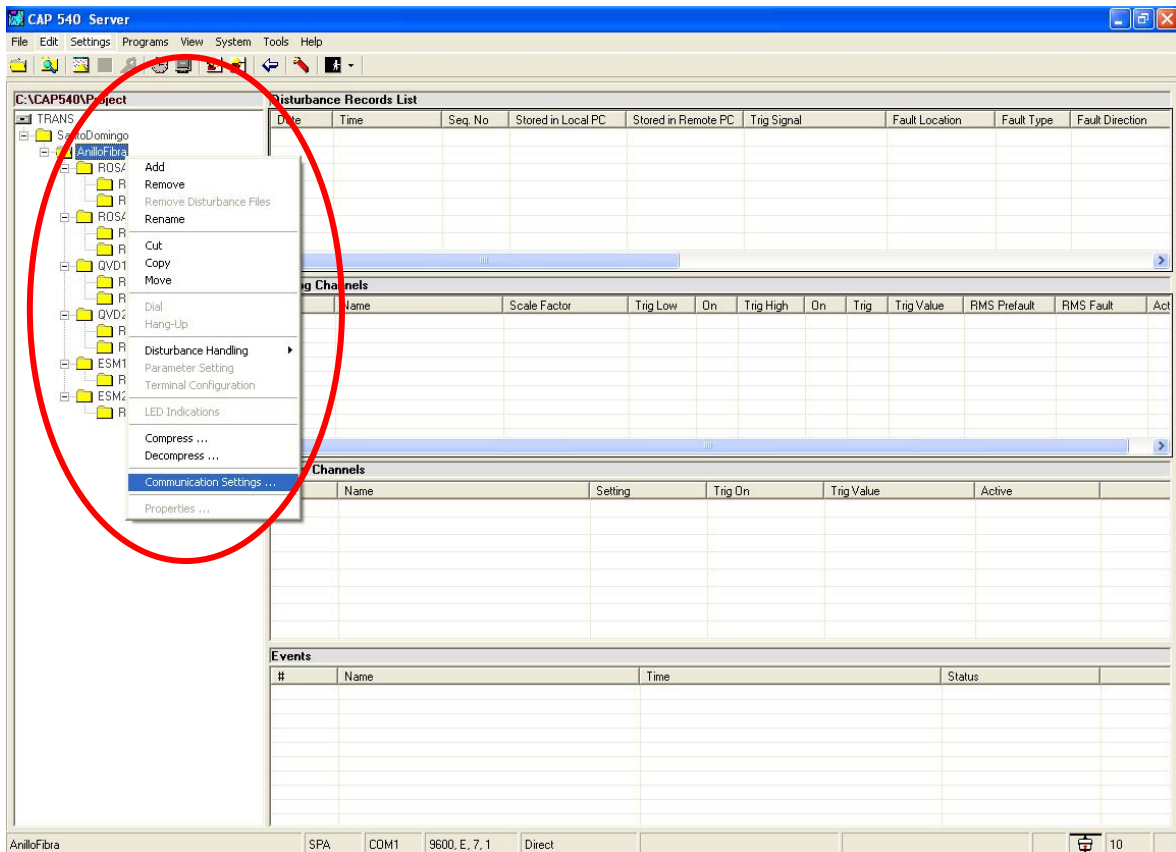 CAP 540 Server
File Edit Settings Programs View System Tools Help
C:\CAP540\Project
TRANS
SantoDomingo
AnilloFibra
ROSA
R
R
ROSA
R
R
QVD1
R
R
QVD2
R
R
ESM1
R
ESM2
R
Add
Remove
Remove Disturbance Files
Rename
Cut
Copy
Move
Dial
Hang-Up
Disturbance Handling
Parameter Setting
Terminal Configuration
LED Indications
Compress ...
Decompress ...
Communication Settings ...
Properties ...
Disturbance Records List
Date Time Seq. No Stored in Local PC Stored in Remote PC Trig Signal Fault Location Fault Type Fault Direction
g Channels
Name Scale Factor Trig Low On Trig High On Trig Trig Value RMS Prefault RMS Fault Act
Channels
Name Setting Trig On Trig Value Active
Events
# Name Time Status
AnilloFibra SPA COM1 9600, E, 7, 1 Direct 10